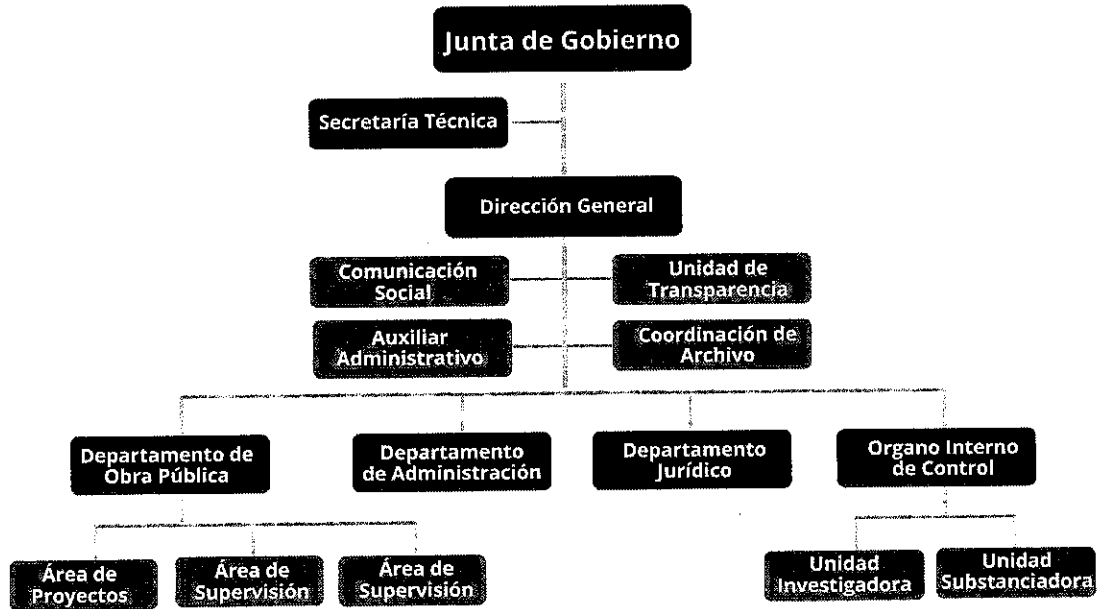 Junta de Gobierno
Secretaría Técnica
Dirección General
Comunicación
Social
Unidad de
Transparencia
Auxiliar
Administrativo
Coordinación de
Archivo
Departamento de
Obra Pública
Departamento
de Administración
Departamento
Jurídico
Organo Interno
de Control
Área de
Proyectos
Área de
Supervisión
Área de
Supervisión
Unidad
Investigadora
Unidad
Substanciadora